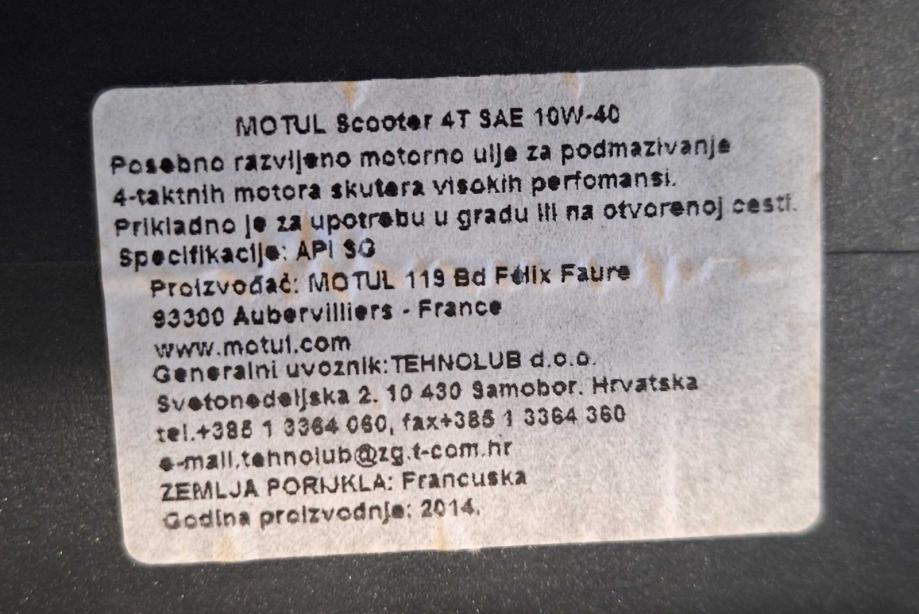 MOTUL Scooter 4T SAE 10W-40
Posebno razvijeno motorno ulje za podmazivanje
4-taktnih motora skutera visokih perfomansi.
Prikladno je za upotrebu u gradu ili na otvorenoj cesti.
Specifikacije: API SG
Proizvođač: MOTUL 119 Bd Félix Faure
93300 Aubervilliers - France
www.motul.com
Generalni uvoznik:TEHNOLUB d.o.o.
Svetonedeljska 2. 10 430 Samobor. Hrvatska
tel.+385 1 3364 060, fax+385 1 3364 360
e-mail.tehnolub@zg.t-com.hr
ZEMLJA PORIJKLA: Francuska
Godina proizvodnje: 2014.